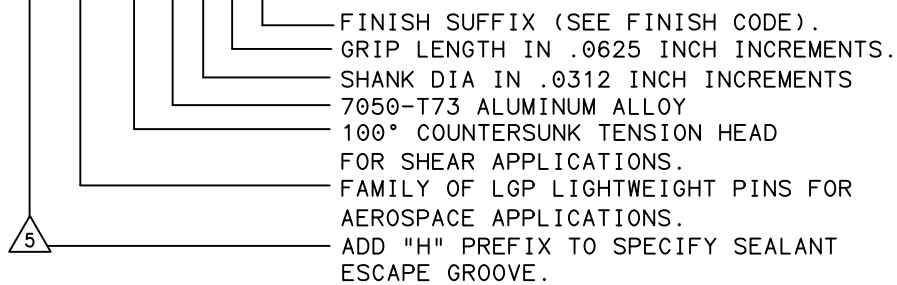 FINISH SUFFIX (SEE FINISH CODE).
GRIP LENGTH IN .0625 INCH INCREMENTS.
SHANK DIA IN .0312 INCH INCREMENTS
7050-T73 ALUMINUM ALLOY
100° COUNTERSUNK TENSION HEAD
FOR SHEAR APPLICATIONS.
FAMILY OF LGP LIGHTWEIGHT PINS FOR
AEROSPACE APPLICATIONS.
5 ADD "H" PREFIX TO SPECIFY SEALANT
ESCAPE GROOVE.